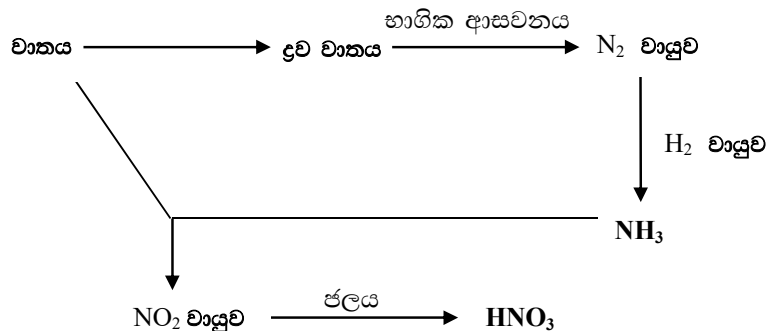 භාගික ආසවනය
වාතය ද්‍රව වාතය N₂ වායුව
H₂ වායුව
NH₃
NO₂ වායුව ජලය HNO₃